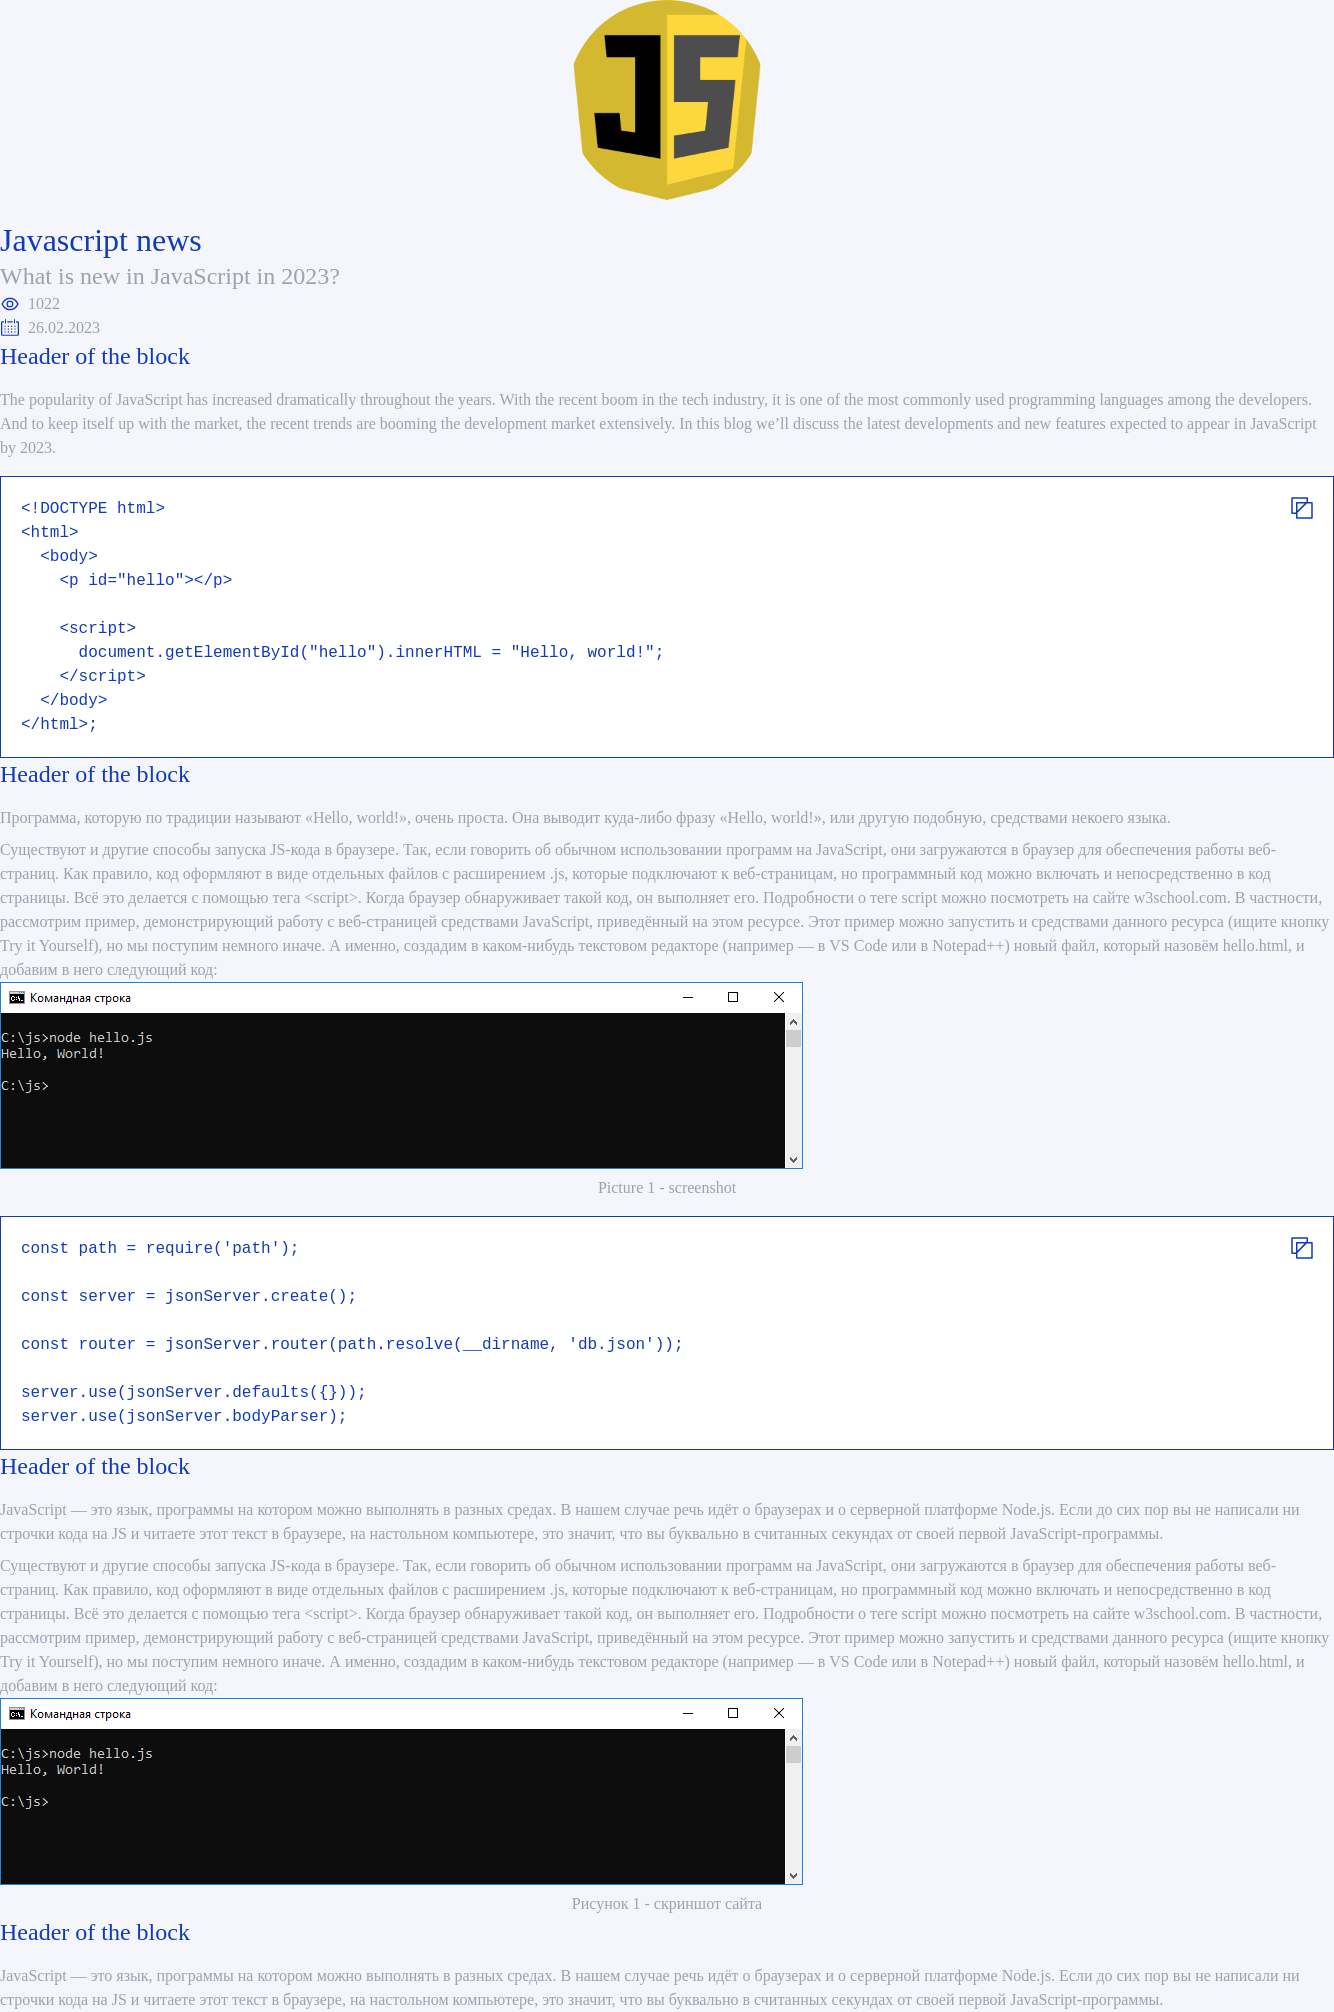 JS
Javascript news
What is new in JavaScript in 2023?
1022
26.02.2023
Header of the block
The popularity of JavaScript has increased dramatically throughout the years. With the recent boom in the tech industry, it is one of the most commonly used programming languages among the developers.
And to keep itself up with the market, the recent trends are booming the development market extensively. In this blog we’ll discuss the latest developments and new features expected to appear in JavaScript
by 2023.
<!DOCTYPE html>
<html>
  <body>
    <p id="hello"></p>

    <script>
      document.getElementById("hello").innerHTML = "Hello, world!";
    </script>
  </body>
</html>;
Header of the block
Программа, которую по традиции называют «Hello, world!», очень проста. Она выводит куда-либо фразу «Hello, world!», или другую подобную, средствами некоего языка.
Существуют и другие способы запуска JS-кода в браузере. Так, если говорить об обычном использовании программ на JavaScript, они загружаются в браузер для обеспечения работы веб-
страниц. Как правило, код оформляют в виде отдельных файлов с расширением .js, которые подключают к веб-страницам, но программный код можно включать и непосредственно в код
страницы. Всё это делается с помощью тега <script>. Когда браузер обнаруживает такой код, он выполняет его. Подробности о теге script можно посмотреть на сайте w3school.com. В частности,
рассмотрим пример, демонстрирующий работу с веб-страницей средствами JavaScript, приведённый на этом ресурсе. Этот пример можно запустить и средствами данного ресурса (ищите кнопку
Try it Yourself), но мы поступим немного иначе. А именно, создадим в каком-нибудь текстовом редакторе (например — в VS Code или в Notepad++) новый файл, который назовём hello.html, и
добавим в него следующий код:
Командная строка
C:\js>node hello.js
Hello, World!
C:\js>
Picture 1 - screenshot
const path = require('path');

const server = jsonServer.create();

const router = jsonServer.router(path.resolve(__dirname, 'db.json'));

server.use(jsonServer.defaults({}));
server.use(jsonServer.bodyParser);
Header of the block
JavaScript — это язык, программы на котором можно выполнять в разных средах. В нашем случае речь идёт о браузерах и о серверной платформе Node.js. Если до сих пор вы не написали ни
строчки кода на JS и читаете этот текст в браузере, на настольном компьютере, это значит, что вы буквально в считанных секундах от своей первой JavaScript-программы.
Существуют и другие способы запуска JS-кода в браузере. Так, если говорить об обычном использовании программ на JavaScript, они загружаются в браузер для обеспечения работы веб-
страниц. Как правило, код оформляют в виде отдельных файлов с расширением .js, которые подключают к веб-страницам, но программный код можно включать и непосредственно в код
страницы. Всё это делается с помощью тега <script>. Когда браузер обнаруживает такой код, он выполняет его. Подробности о теге script можно посмотреть на сайте w3school.com. В частности,
рассмотрим пример, демонстрирующий работу с веб-страницей средствами JavaScript, приведённый на этом ресурсе. Этот пример можно запустить и средствами данного ресурса (ищите кнопку
Try it Yourself), но мы поступим немного иначе. А именно, создадим в каком-нибудь текстовом редакторе (например — в VS Code или в Notepad++) новый файл, который назовём hello.html, и
добавим в него следующий код:
Командная строка
C:\js>node hello.js
Hello, World!
C:\js>
Рисунок 1 - скриншот сайта
Header of the block
JavaScript — это язык, программы на котором можно выполнять в разных средах. В нашем случае речь идёт о браузерах и о серверной платформе Node.js. Если до сих пор вы не написали ни
строчки кода на JS и читаете этот текст в браузере, на настольном компьютере, это значит, что вы буквально в считанных секундах от своей первой JavaScript-программы.